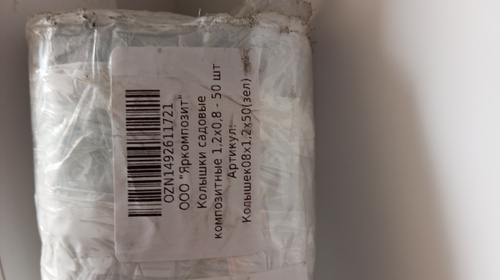 OZN1492611721
ООО "Яркомпозит"
Колышки садовые
композитные 1,2х0,8 - 50 шт
Артикул:
Колышек08х1,2х50(зел)